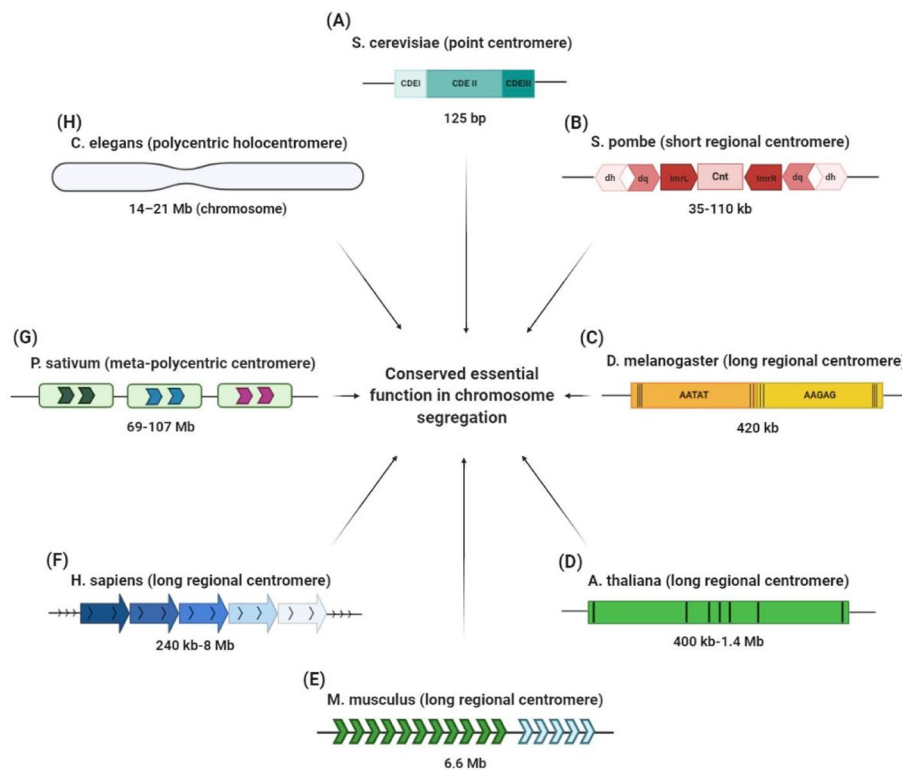 (A)
S. cerevisiae (point centromere)
CDEI CDE II CDEIII
125 bp
(H)
C. elegans (polycentric holocentromere)
14–21 Mb (chromosome)
(B)
S. pombe (short regional centromere)
dh dq ImrL Cnt ImrR dq dh
35-110 kb
(G)
P. sativum (meta-polycentric centromere)
69-107 Mb
Conserved essential
function in chromosome
segregation
(C)
D. melanogaster (long regional centromere)
AATAT AAGAG
420 kb
(F)
H. sapiens (long regional centromere)
240 kb-8 Mb
(D)
A. thaliana (long regional centromere)
400 kb-1.4 Mb
(E)
M. musculus (long regional centromere)
6.6 Mb